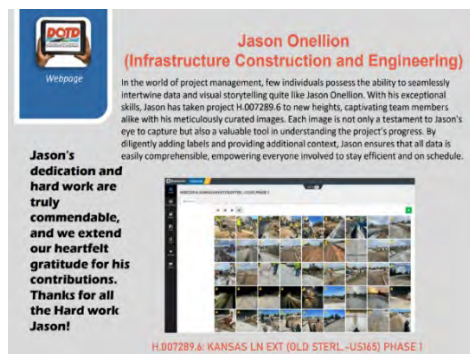 DOTD
Webpage
Jason Onellion
(Infrastructure Construction and Engineering)
In the world of project management, few individuals possess the ability to seamlessly
intertwine data and visual storytelling quite like Jason Onellion. With his exceptional
skills, Jason has taken project H.007289.6 to new heights, captivating team members
alike with his meticulously curated images. Each image is not only a testament to Jason's
eye to capture but also a valuable tool in understanding the project's progress. By
diligently adding labels and providing additional context, Jason ensures that all data is
easily comprehensible, empowering everyone involved to stay efficient and on schedule.
Jason's
dedication and
hard work are
truly
commendable,
and we extend
our heartfelt
gratitude for his
contributions.
Thanks for all
the Hard work
Jason!
H.007289.6: KANSAS LN EXT (OLD STERL.-US165) PHASE 1